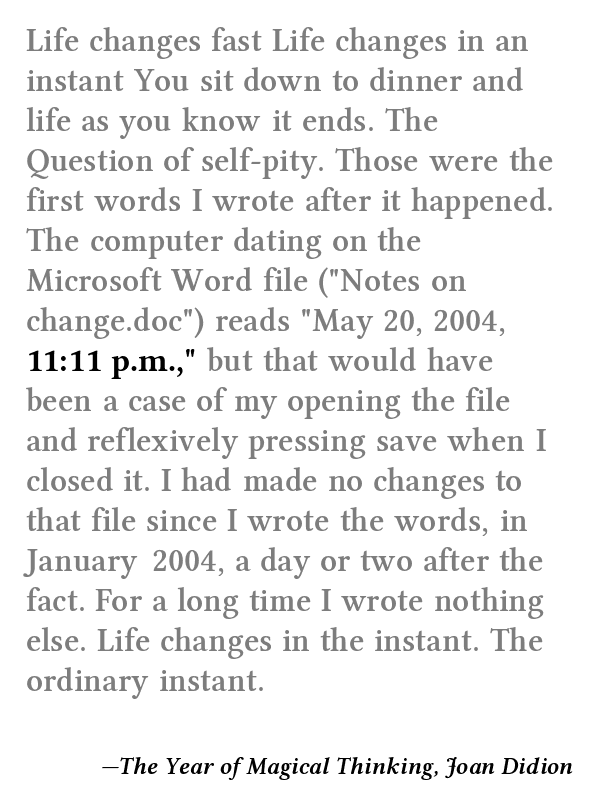 Life changes fast Life changes in an
instant You sit down to dinner and
life as you know it ends. The
Question of self-pity. Those were the
first words I wrote after it happened.
The computer dating on the
Microsoft Word file ("Notes on
change.doc") reads "May 20, 2004,
11:11 p.m.," but that would have
been a case of my opening the file
and reflexively pressing save when I
closed it. I had made no changes to
that file since I wrote the words, in
January 2004, a day or two after the
fact. For a long time I wrote nothing
else. Life changes in the instant. The
ordinary instant.
—The Year of Magical Thinking, Joan Didion